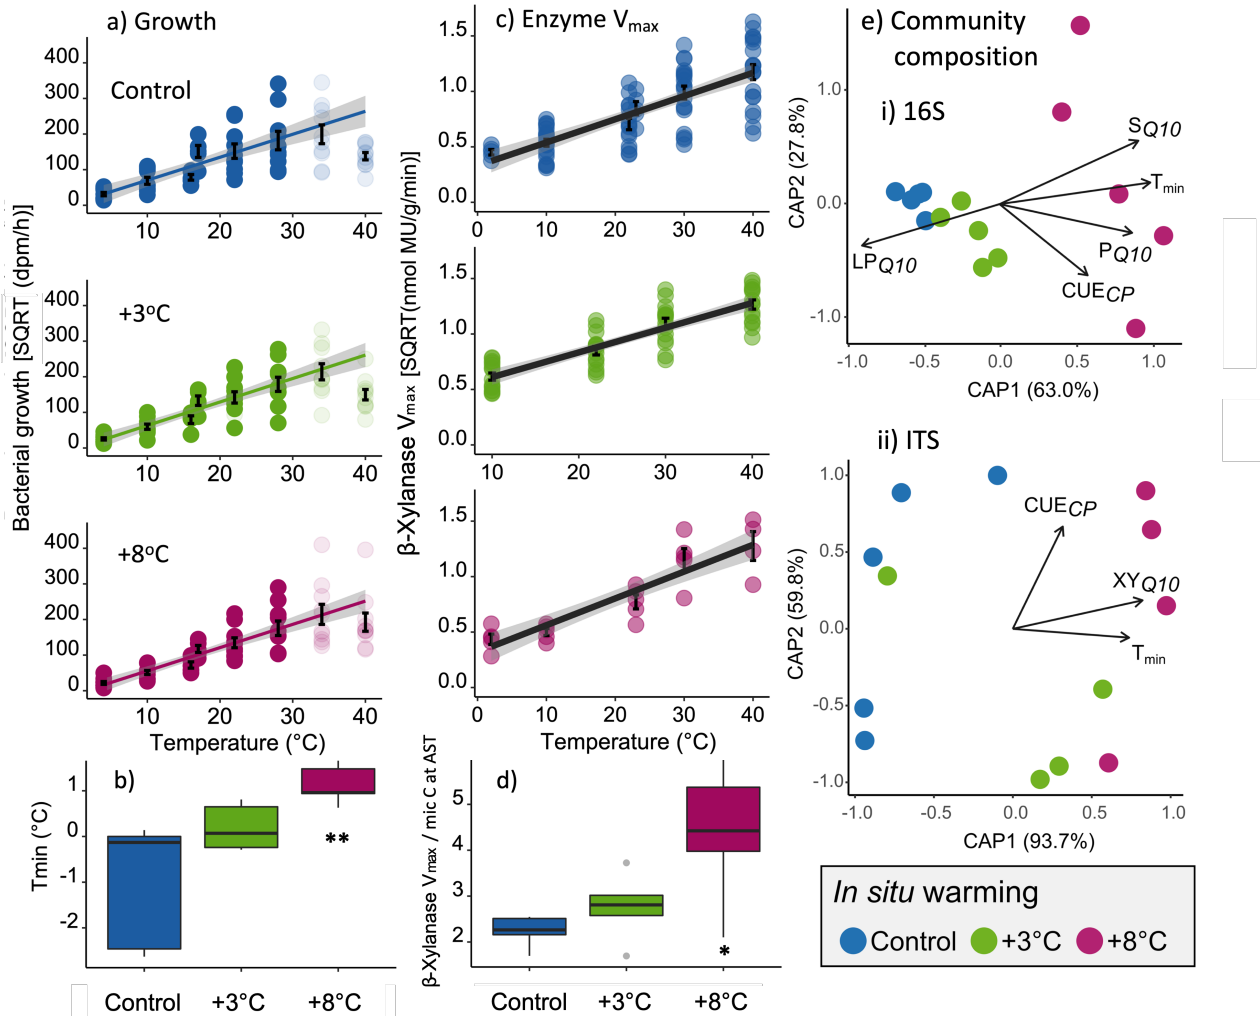 a) Growth
Control
Bacterial growth [SQRT (dpm/h)]
400
300
200
100
0
10 20 30 40
+3°C
400
300
200
100
0
10 20 30 40
+8°C
400
300
200
100
0
10 20 30 40
Temperature (°C)
b)
Tmin (°C)
1
0
-1
-2
**
Control +3°C +8°C
c) Enzyme Vmax
β-Xylanase Vmax [SQRT(nmol MU/g/min)]
1.5
1.0
0.5
0.0
0 10 20 30 40
1.5
1.0
0.5
0.0
10 20 30 40
1.5
1.0
0.5
0.0
0 10 20 30 40
Temperature (°C)
d)
β-Xylanase Vmax / mic C at AST
5
4
3
2
*
Control +3°C +8°C
e) Community
composition
i) 16S
CAP2 (27.8%)
1.0
0.0
-1.0
SQ10
Tmin
PQ10
LPQ10
CUECP
-1.0 -0.5 0.0 0.5 1.0
CAP1 (63.0%)
ii) ITS
CAP2 (59.8%)
1.0
0.5
0.0
-0.5
-1.0
CUECP
XYQ10
Tmin
-1.0 -0.5 0.0 0.5 1.0
CAP1 (93.7%)
In situ warming
Control +3°C +8°C